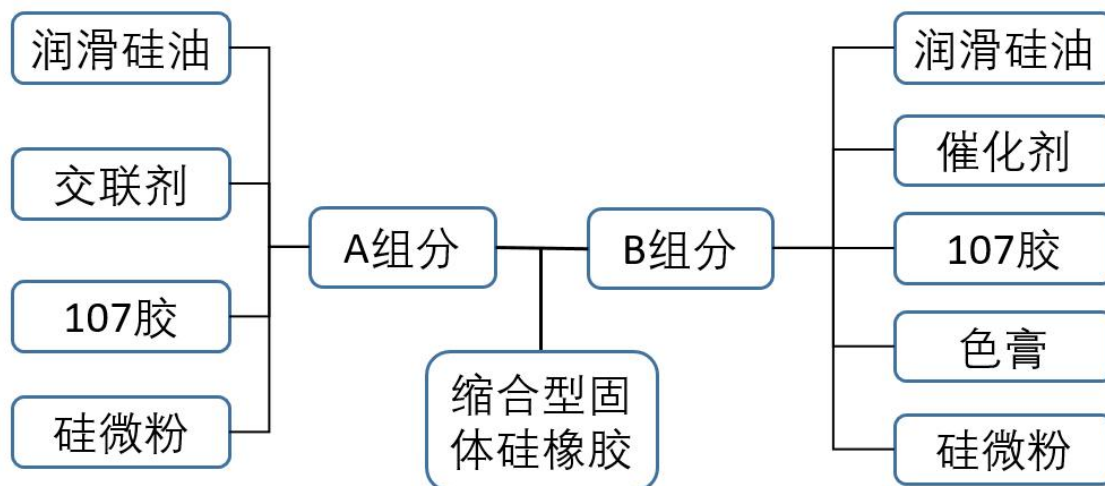 润滑硅油
交联剂
107胶
硅微粉
A组分
B组分
缩合型固
体硅橡胶
润滑硅油
催化剂
107胶
色膏
硅微粉